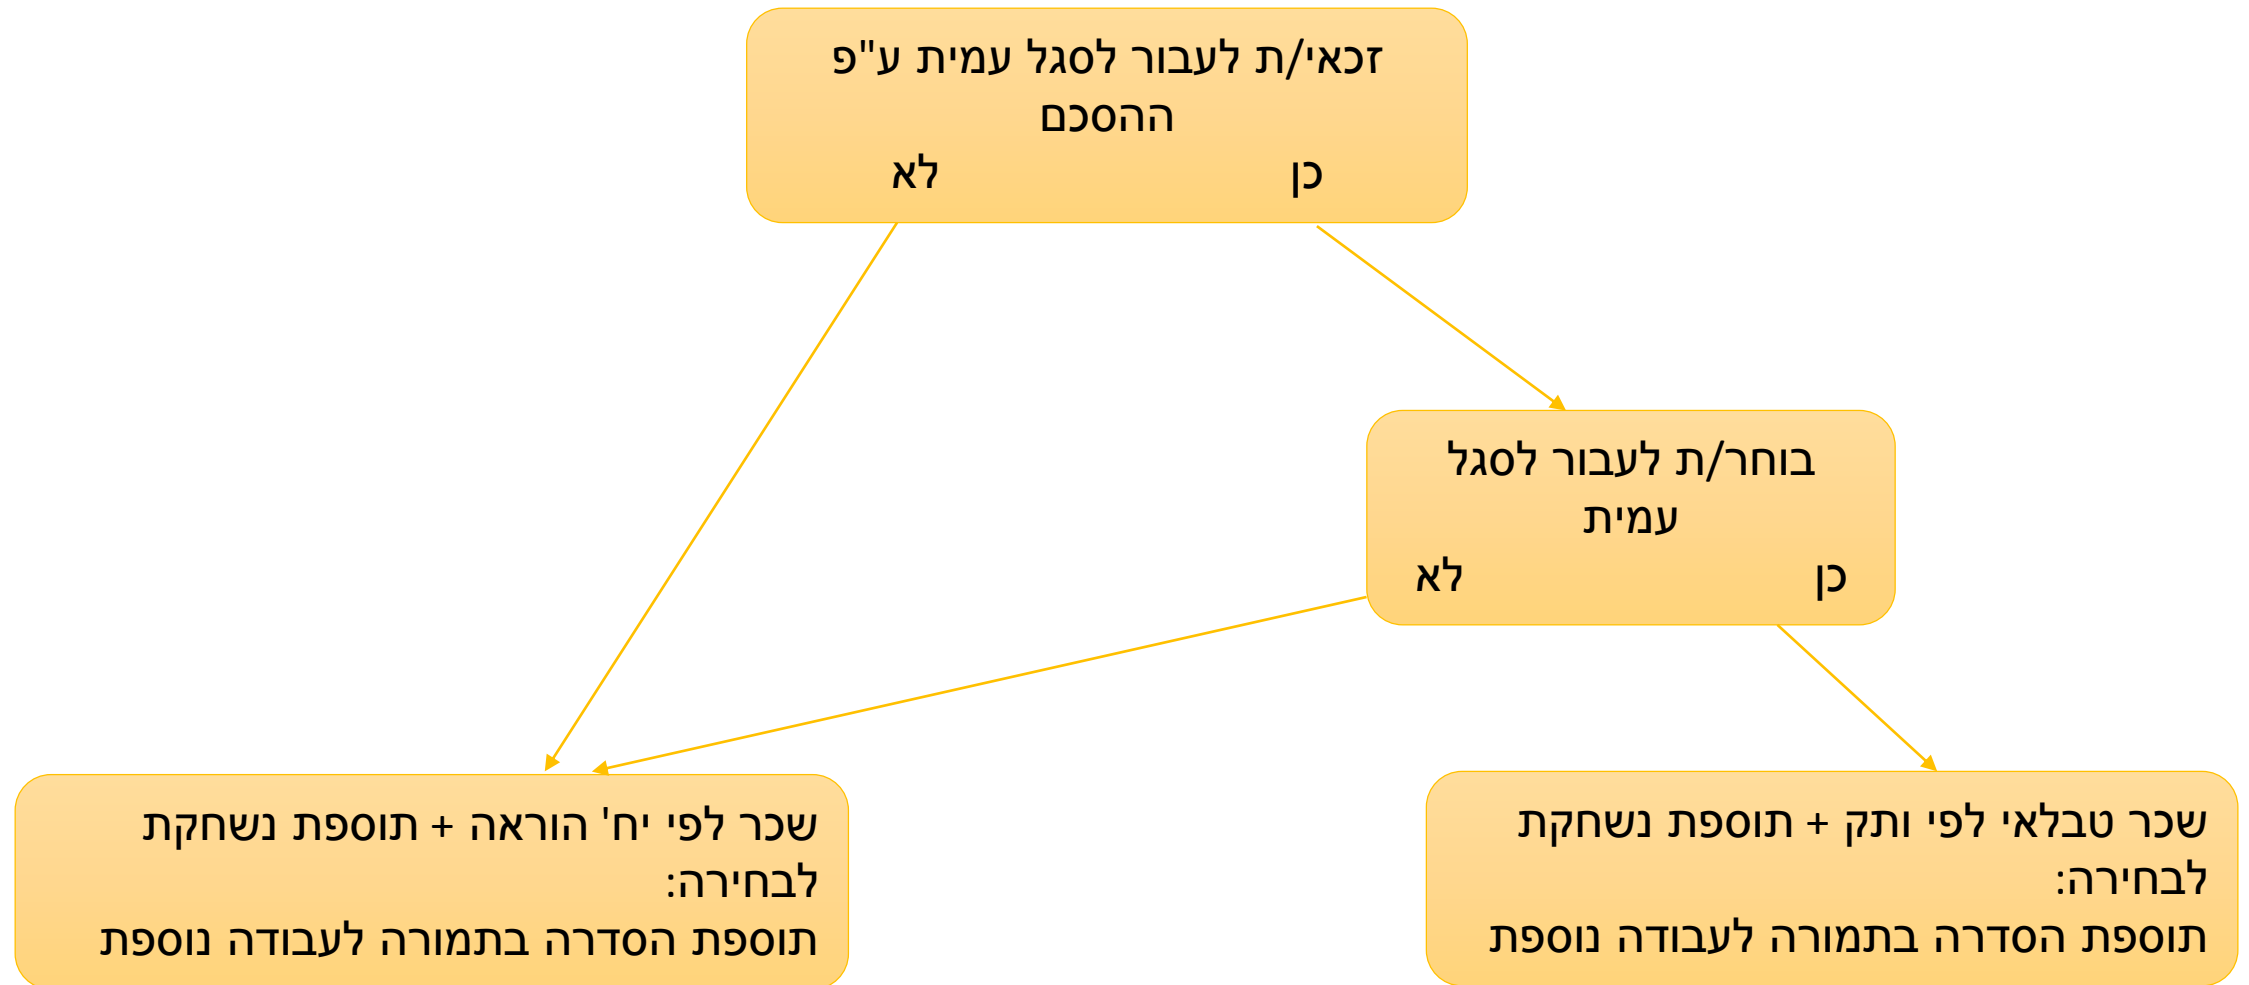 זכאי/ת לעבור לסגל עמית ע"פ
ההסכם
כן לא
בוחר/ת לעבור לסגל
עמית
כן לא
שכר טבלאי לפי ותק + תוספת נשחקת
לבחירה:
תוספת הסדרה בתמורה לעבודה נוספת
שכר לפי יח' הוראה + תוספת נשחקת
לבחירה:
תוספת הסדרה בתמורה לעבודה נוספת